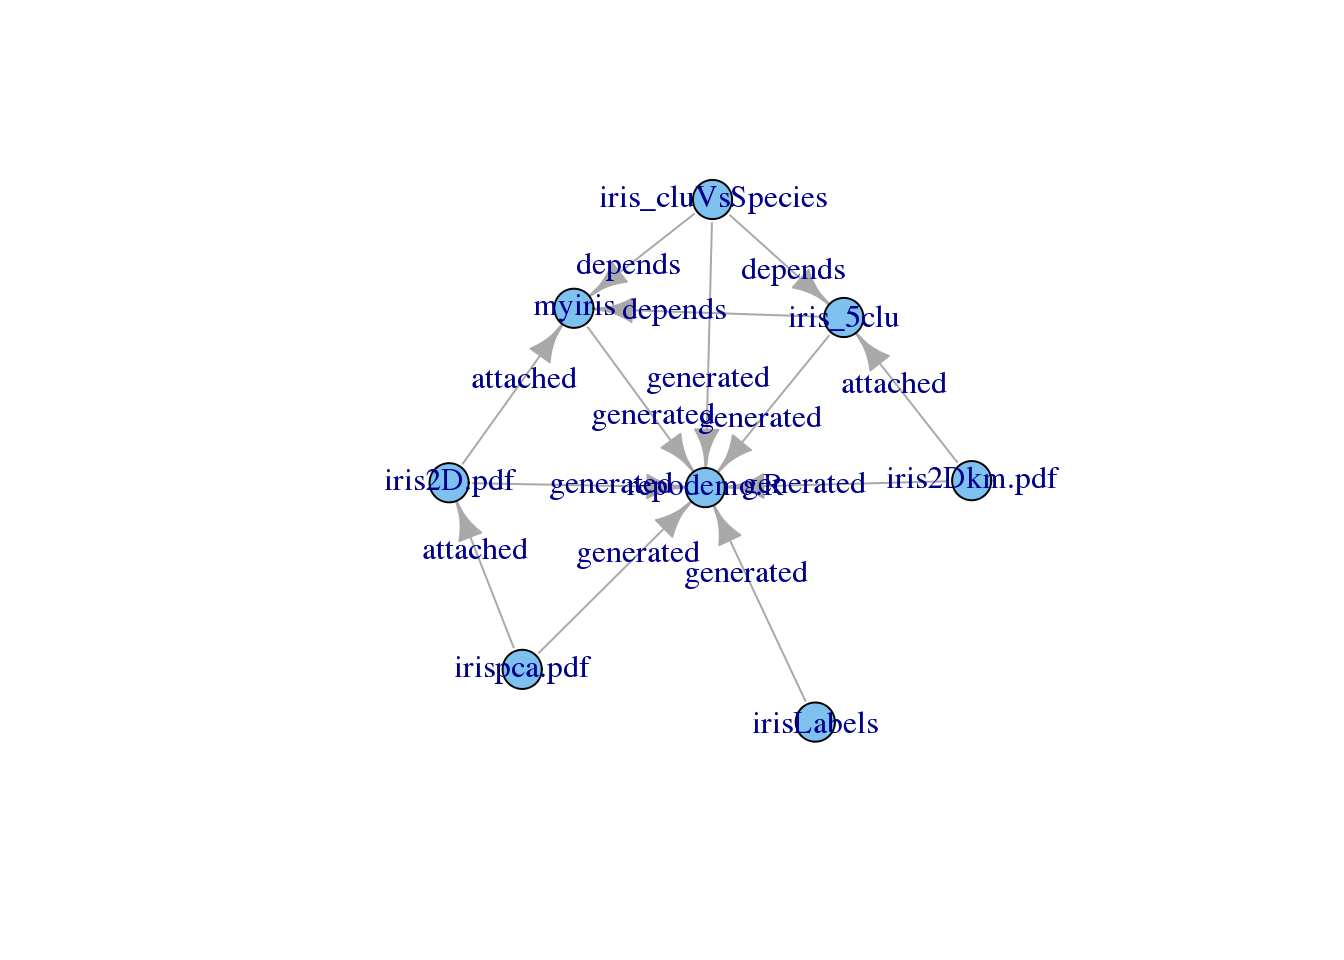 iris_cluVsSpecies
depends
depends
myiris
depends
iris_5clu
attached
generated
attached
generated
generated
iris2D.pdf
generated
repodemo.R
generated
iris2Dkm.pdf
attached
generated
generated
irispca.pdf
irisLabels